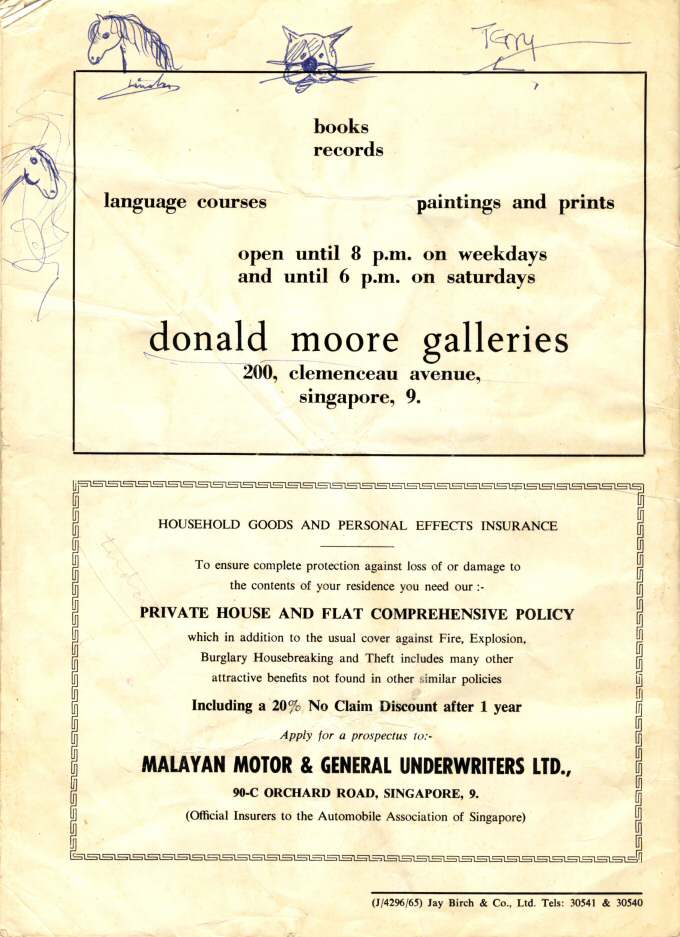 Terry
books
records
language courses paintings and prints
open until 8 p.m. on weekdays
and until 6 p.m. on saturdays
donald moore galleries
200, clemenceau avenue,
singapore, 9.
HOUSEHOLD GOODS AND PERSONAL EFFECTS INSURANCE
To ensure complete protection against loss of or damage to
the contents of your residence you need our :-
PRIVATE HOUSE AND FLAT COMPREHENSIVE POLICY
which in addition to the usual cover against Fire, Explosion,
Burglary Housebreaking and Theft includes many other
attractive benefits not found in other similar policies
Including a 20% No Claim Discount after 1 year
Apply for a prospectus to:-
MALAYAN MOTOR & GENERAL UNDERWRITERS LTD.,
90-C ORCHARD ROAD, SINGAPORE, 9.
(Official Insurers to the Automobile Association of Singapore)
(J/4296/65) Jay Birch & Co., Ltd. Tels: 30541 & 30540